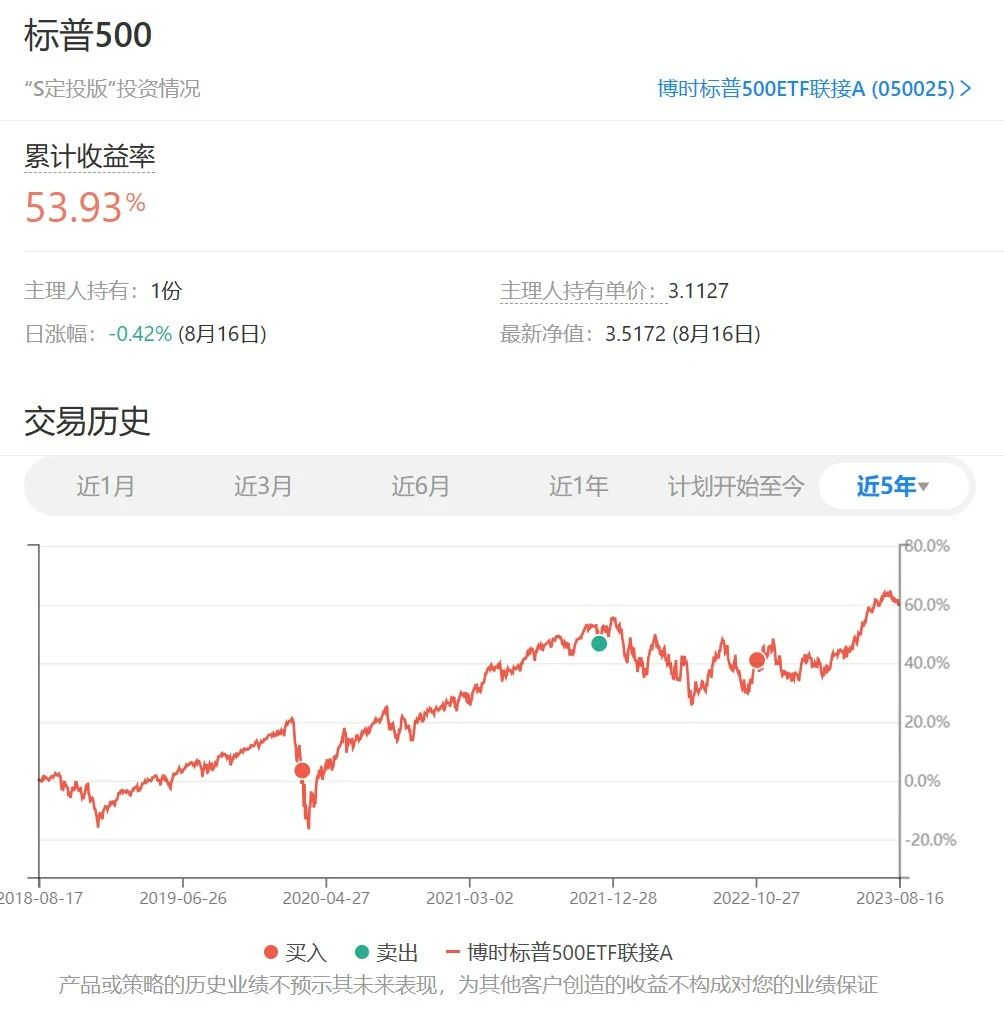 标普500
“S定投版”投资情况 博时标普500ETF联接A (050025) >
累计收益率
53.93%
主理人持有：1份 主理人持有单价：3.1127
日涨幅：-0.42% (8月16日) 最新净值：3.5172 (8月16日)
交易历史
近1月 近3月 近6月 近1年 计划开始至今 近5年▾
80.0%
60.0%
40.0%
20.0%
0.0%
-20.0%
2018-08-17 2019-06-26 2020-04-27 2021-03-02 2021-12-28 2022-10-27 2023-08-16
买入 卖出 博时标普500ETF联接A
产品或策略的历史业绩不预示其未来表现，为其他客户创造的收益不构成对您的业绩保证